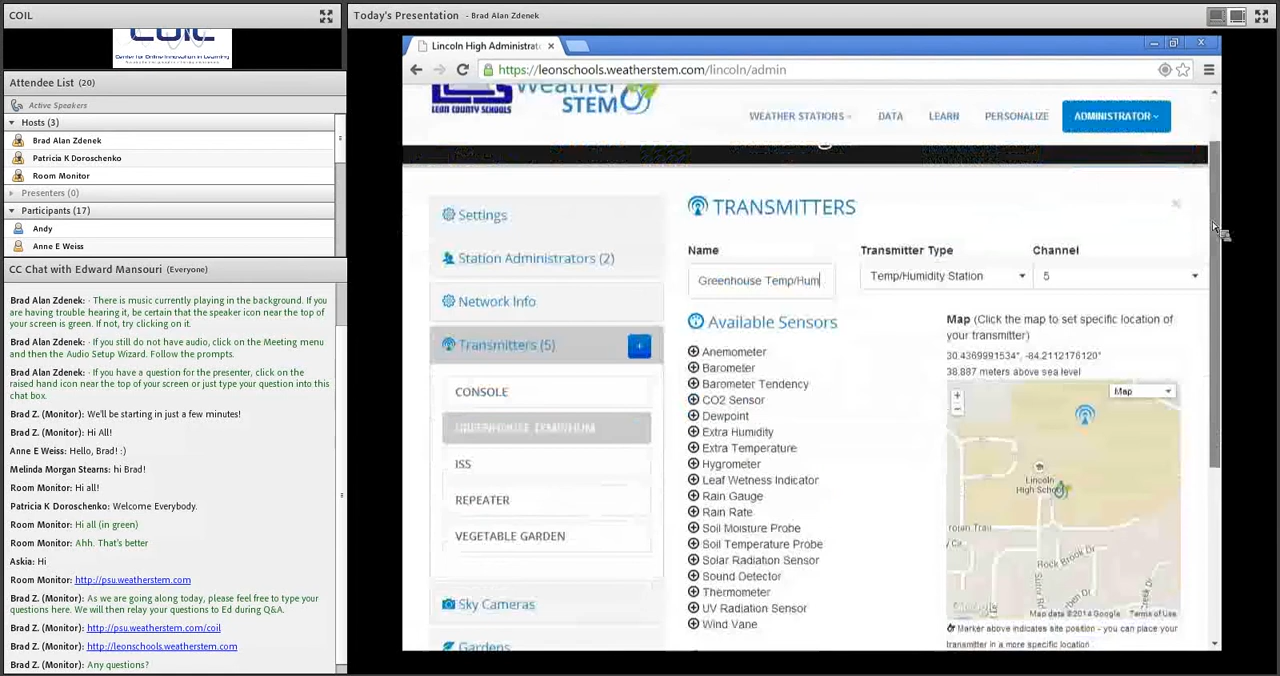 COIL
COIL
Center for Online Innovation in Learning
Attendee List (20)
Active Speakers
Hosts (3)
Brad Alan Zdenek
Patricia K Doroschenko
Room Monitor
Presenters (0)
Participants (17)
Andy
Anne E Weiss
CC Chat with Edward Mansouri (Everyone)
Brad Alan Zdenek: - There is music currently playing in the background. If you
are having trouble hearing it, be certain that the speaker icon near the top of
your screen is green. If not, try clicking on it.
Brad Alan Zdenek: - If you still do not have audio, click on the Meeting menu
and then the Audio Setup Wizard. Follow the prompts.
Brad Alan Zdenek: - If you have a question for the presenter, click on the
raised hand icon near the top of your screen or just type your question into this
chat box.
Brad Z. (Monitor): We'll be starting in just a few minutes!
Brad Z. (Monitor): Hi All!
Anne E Weiss: Hello, Brad! :)
Melinda Morgan Stearns: hi Brad!
Room Monitor: Hi all!
Patricia K Doroschenko: Welcome Everybody.
Room Monitor: Hi all (in green)
Room Monitor: Ahh. That's better
Askia: Hi
Room Monitor: http://psu.weatherstem.com
Brad Z. (Monitor): As we are going along today, please feel free to type your
questions here. We will then relay your questions to Ed during Q&A.
Brad Z. (Monitor): http://psu.weatherstem.com/coil
Brad Z. (Monitor): http://leonschools.weatherstem.com
Brad Z. (Monitor): Any questions?
Today's Presentation - Brad Alan Zdenek
Lincoln High Administrat
https://leonschools.weatherstem.com/lincoln/admin
LEON COUNTY SCHOOLS
Weather
STEM
WEATHER STATIONS
DATA
LEARN
PERSONALIZE
ADMINISTRATOR
Settings
Station Administrators (2)
Network Info
Transmitters (5)
+
CONSOLE
GREENHOUSE TEMP/HUM
ISS
REPEATER
VEGETABLE GARDEN
Sky Cameras
Gardens
TRANSMITTERS
Name
Transmitter Type
Channel
Greenhouse Temp/Hum
Temp/Humidity Station
5
Available Sensors
Anemometer
Barometer
Barometer Tendency
CO2 Sensor
Dewpoint
Extra Humidity
Extra Temperature
Hygrometer
Leaf Wetness Indicator
Rain Gauge
Rain Rate
Soil Moisture Probe
Soil Temperature Probe
Solar Radiation Sensor
Sound Detector
Thermometer
UV Radiation Sensor
Wind Vane
Map (Click the map to set specific location of
your transmitter)
30.4369991534°, -84.2112176120°
38.887 meters above sea level
Map
+
−
Lincoln
High School
Trail
Rock Brook Dr
Google
Map data ©2014 Google
Terms of Use
Marker above indicates site position - you can place your
transmitter in a more specific location